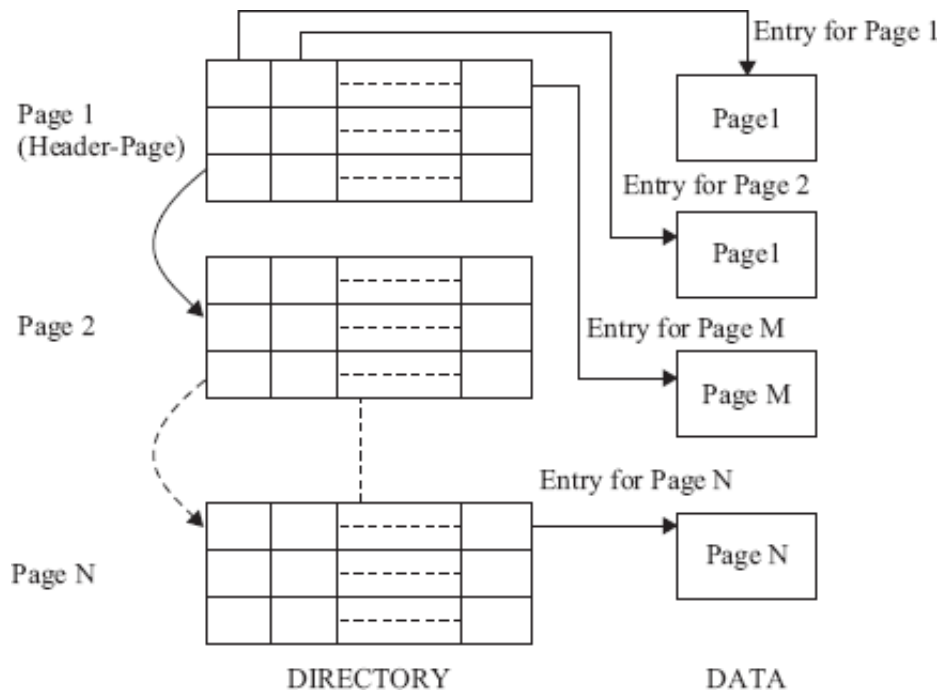 Entry for Page 1
Page 1
(Header-Page)
Page1
Entry for Page 2
Page1
Page 2
Entry for Page M
Page M
Entry for Page N
Page N
Page N
DIRECTORY
DATA